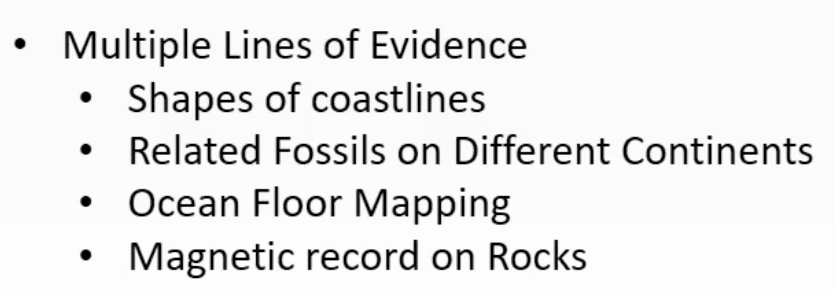 • Multiple Lines of Evidence
• Shapes of coastlines
• Related Fossils on Different Continents
• Ocean Floor Mapping
• Magnetic record on Rocks